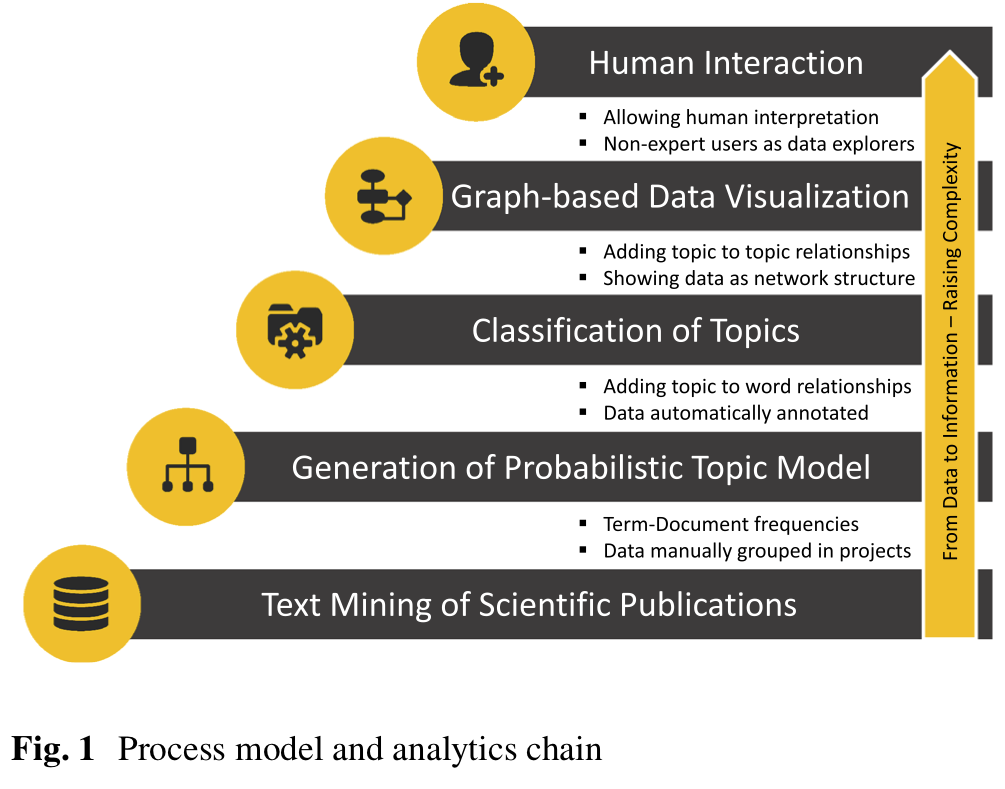 Human Interaction
▪ Allowing human interpretation
▪ Non-expert users as data explorers
Graph-based Data Visualization
▪ Adding topic to topic relationships
▪ Showing data as network structure
Classification of Topics
▪ Adding topic to word relationships
▪ Data automatically annotated
Generation of Probabilistic Topic Model
▪ Term-Document frequencies
▪ Data manually grouped in projects
Text Mining of Scientific Publications
From Data to Information – Raising Complexity
Fig. 1 Process model and analytics chain